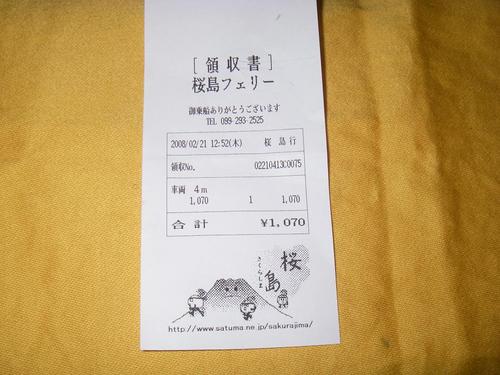 [領収書]
桜島フェリー
御乗船ありがとうございます
TEL 099-293-2525
2008/02/21 12:52(木) 桜 島 行
領収No. 02210413C0075
車両 4m
1,070 1 1,070
合 計 ¥1,070
桜島
さくらじま
http://www.satuma.ne.jp/sakurajima/